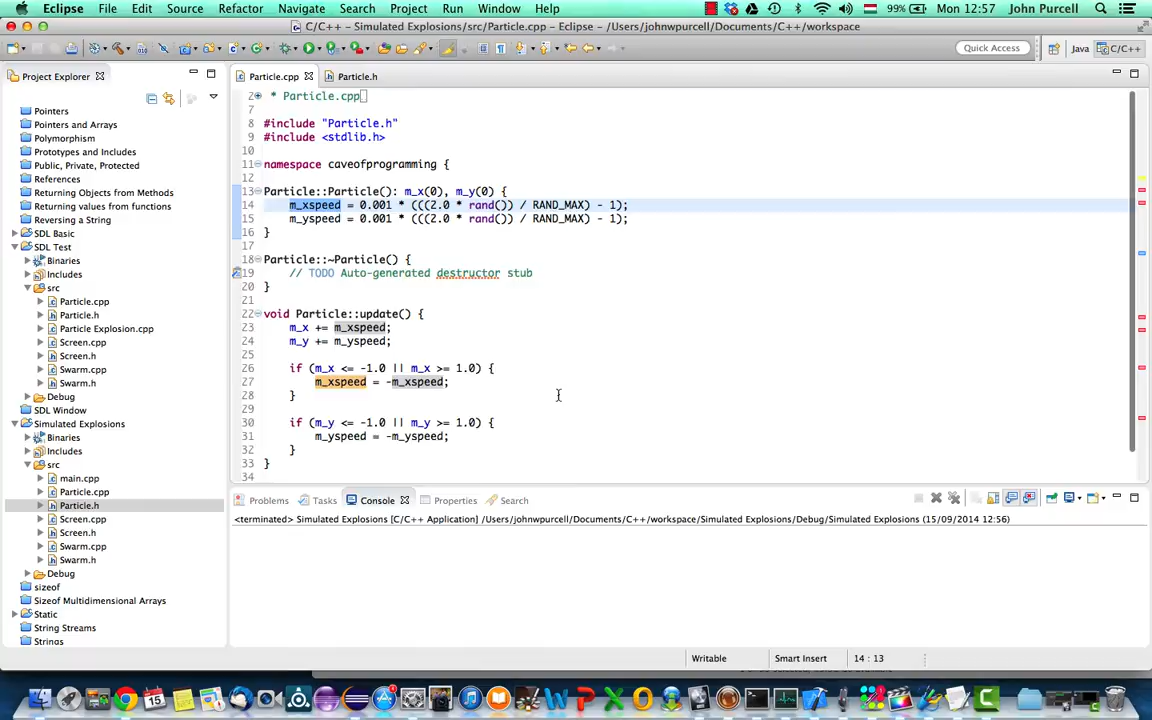 Eclipse File Edit Source Refactor Navigate Search Project Run Window Help 99% Mon 12:57 John Purcell
C/C++ - Simulated Explosions/src/Particle.cpp - Eclipse - /Users/johnwpurcell/Documents/C++/workspace
Quick Access Java C/C++
Project Explorer
Pointers
Pointers and Arrays
Polymorphism
Prototypes and Includes
Public, Private, Protected
References
Returning Objects from Methods
Returning values from functions
Reversing a String
SDL Basic
SDL Test
Binaries
Includes
src
Particle.cpp
Particle.h
Particle Explosion.cpp
Screen.cpp
Screen.h
Swarm.cpp
Swarm.h
Debug
SDL Window
Simulated Explosions
Binaries
Includes
src
main.cpp
Particle.cpp
Particle.h
Screen.cpp
Screen.h
Swarm.cpp
Swarm.h
Debug
sizeof
Sizeof Multidimensional Arrays
Static
String Streams
Strings
Particle.cpp Particle.h
2 * Particle.cpp
7
8 #include "Particle.h"
9 #include <stdlib.h>
10
11 namespace caveofprogramming {
12
13 Particle::Particle(): m_x(0), m_y(0) {
14 m_xspeed = 0.001 * (((2.0 * rand()) / RAND_MAX) - 1);
15 m_yspeed = 0.001 * (((2.0 * rand()) / RAND_MAX) - 1);
16 }
17
18 Particle::~Particle() {
19 // TODO Auto-generated destructor stub
20 }
21
22 void Particle::update() {
23 m_x += m_xspeed;
24 m_y += m_yspeed;
25
26 if (m_x <= -1.0 || m_x >= 1.0) {
27 m_xspeed = -m_xspeed;
28 }
29
30 if (m_y <= -1.0 || m_y >= 1.0) {
31 m_yspeed = -m_yspeed;
32 }
33 }
34
Problems Tasks Console Properties Search
<terminated> Simulated Explosions [C/C++ Application] /Users/johnwpurcell/Documents/C++/workspace/Simulated Explosions/Debug/Simulated Explosions (15/09/2014 12:56)
Writable Smart Insert 14 : 13